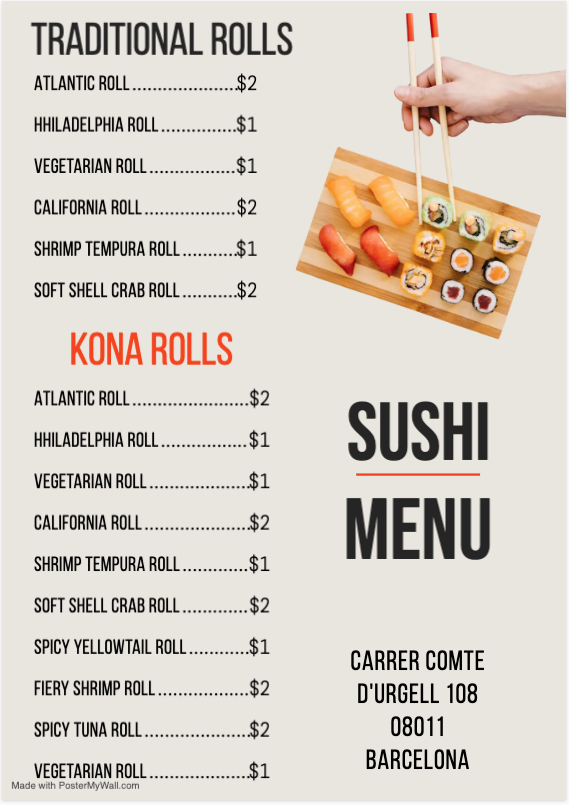 TRADITIONAL ROLLS
ATLANTIC ROLL.....................$2
HHILADELPHIA ROLL...............$1
VEGETARIAN ROLL.................$1
CALIFORNIA ROLL..................$2
SHRIMP TEMPURA ROLL...........$1
SOFT SHELL CRAB ROLL...........$2
KONA ROLLS
ATLANTIC ROLL.......................$2
HHILADELPHIA ROLL.................$1
VEGETARIAN ROLL....................$1
CALIFORNIA ROLL.....................$2
SHRIMP TEMPURA ROLL.............$1
SOFT SHELL CRAB ROLL.............$2
SPICY YELLOWTAIL ROLL............$1
FIERY SHRIMP ROLL..................$2
SPICY TUNA ROLL.....................$2
VEGETARIAN ROLL....................$1
SUSHI
MENU
CARRER COMTE
D'URGELL 108
08011
BARCELONA
Made with PosterMyWall.com